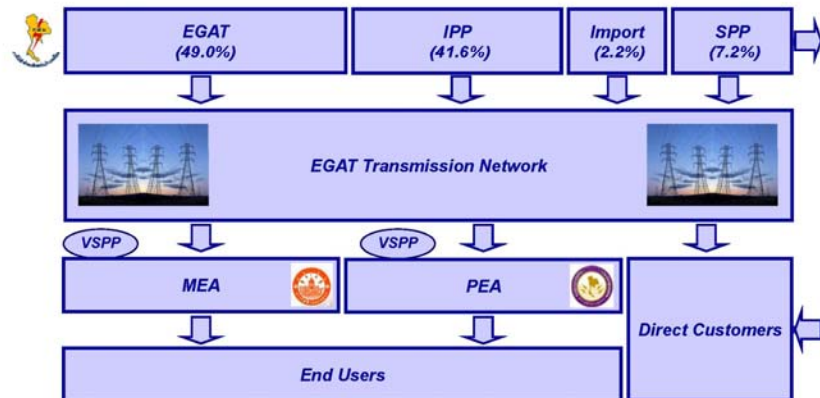 EGAT
(49.0%)
IPP
(41.6%)
Import
(2.2%)
SPP
(7.2%)
EGAT Transmission Network
VSPP
VSPP
MEA
PEA
Direct Customers
End Users